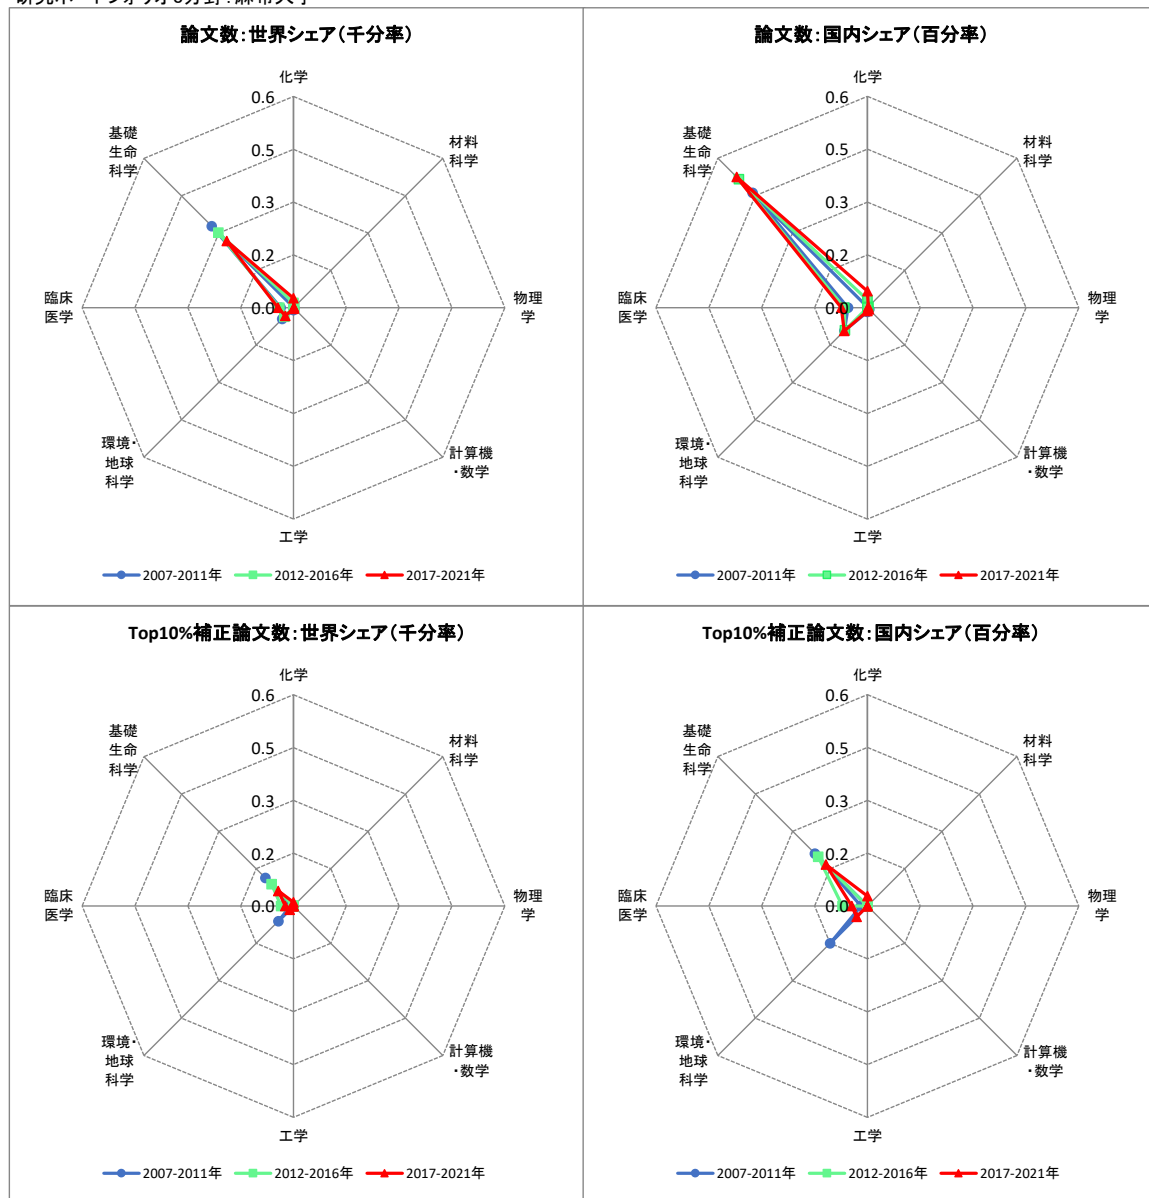 論文数：世界シェア（千分率）
化学
0.6
0.5
0.3
0.2
0.0
材料
科学
物理
学
計算機
・数学
工学
環境・
地球
科学
臨床
医学
基礎
生命
科学
2007-2011年 2012-2016年 2017-2021年
論文数：国内シェア（百分率）
化学
0.6
0.5
0.3
0.2
0.0
材料
科学
物理
学
計算機
・数学
工学
環境・
地球
科学
臨床
医学
基礎
生命
科学
2007-2011年 2012-2016年 2017-2021年
Top10%補正論文数：世界シェア（千分率）
化学
0.6
0.5
0.3
0.2
0.0
材料
科学
物理
学
計算機
・数学
工学
環境・
地球
科学
臨床
医学
基礎
生命
科学
2007-2011年 2012-2016年 2017-2021年
Top10%補正論文数：国内シェア（百分率）
化学
0.6
0.5
0.3
0.2
0.0
材料
科学
物理
学
計算機
・数学
工学
環境・
地球
科学
臨床
医学
基礎
生命
科学
2007-2011年 2012-2016年 2017-2021年